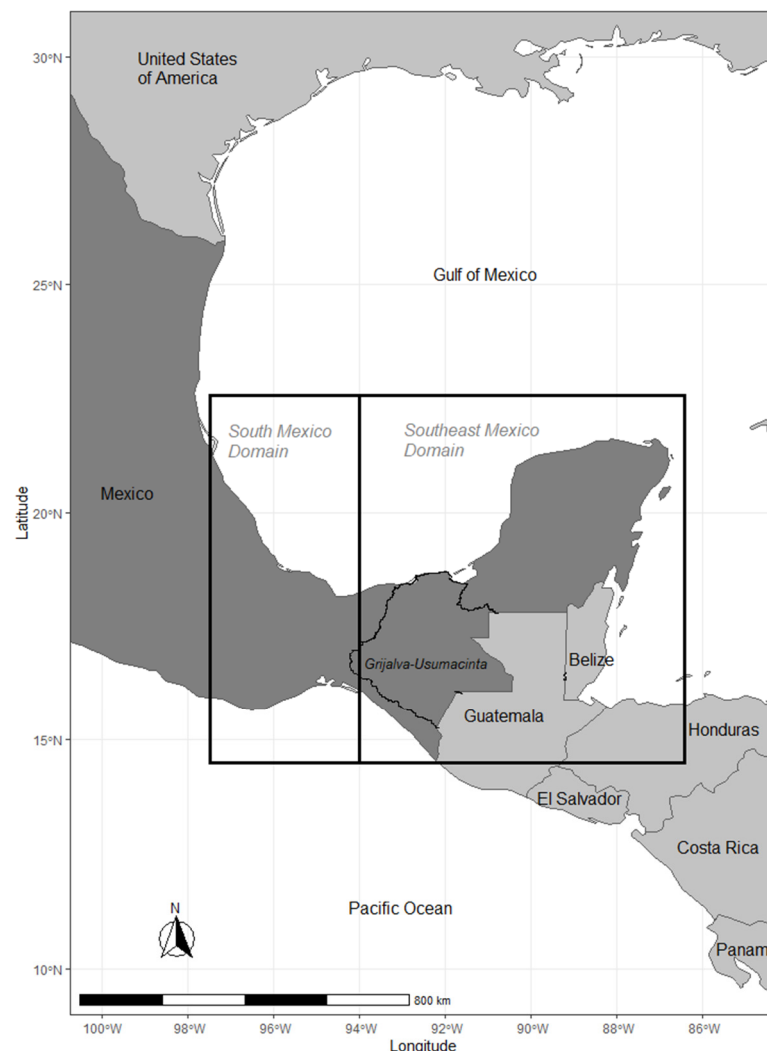 30°N
United States
of America
25°N
Gulf of Mexico
South Mexico
Domain
Southeast Mexico
Domain
Latitude
20°N
Mexico
Grijalva-Usumacinta
Belize
Guatemala
Honduras
15°N
El Salvador
Costa Rica
Pacific Ocean
N
Panam
10°N
800 km
100°W
98°W
96°W
94°W
92°W
90°W
88°W
86°W
Longitude